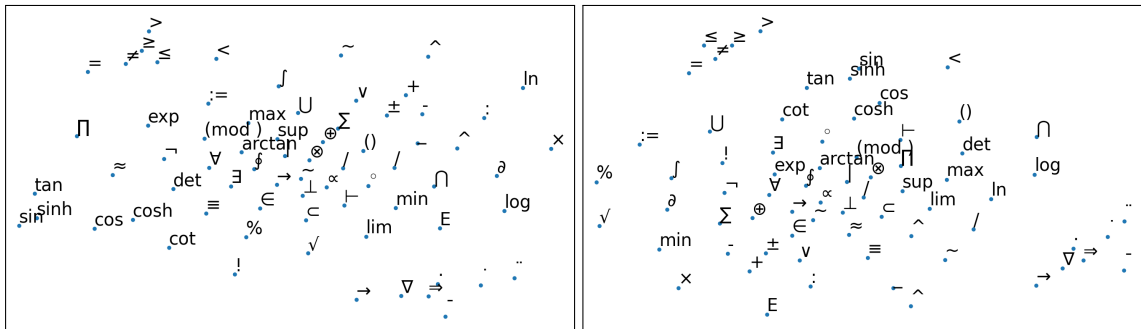 >
= ≠ ≥ ≤ < ~ ^
∫ ln
:= ∨ + ± - :
∏ exp (mod ) max ⋃ sup ⊕ ∑
arctan ⊗ () − ^ ×
≈ ¬ ∀ ∮ | / /
tan det ∃ → ~ ⊥ ∝ ◦ ⋂ ∂
sin sinh cos cosh ≡ ∈ ⊂ ⊢ min E log
cot % √ lim
!
→ ∇ ⇒ · · ¨
-
>
= ≤ ≠ ≥ sin <
tan sinh
cot cosh cos ()
:= ⋃ ◦ ⊢ ⋂
% ∫ ! ∃ (mod ) ∏ det log
exp arctan ⊗ max
¬ ∀ ∮ | / sup ln
√ ∂ ∑ ⊕ → ∝ ~ ⊥ ⊂ lim
min - ± ∈ ∨ ≈ ≡ ^ / ~
+ · · ¨
× : → ∇ ⇒ -
E − ^